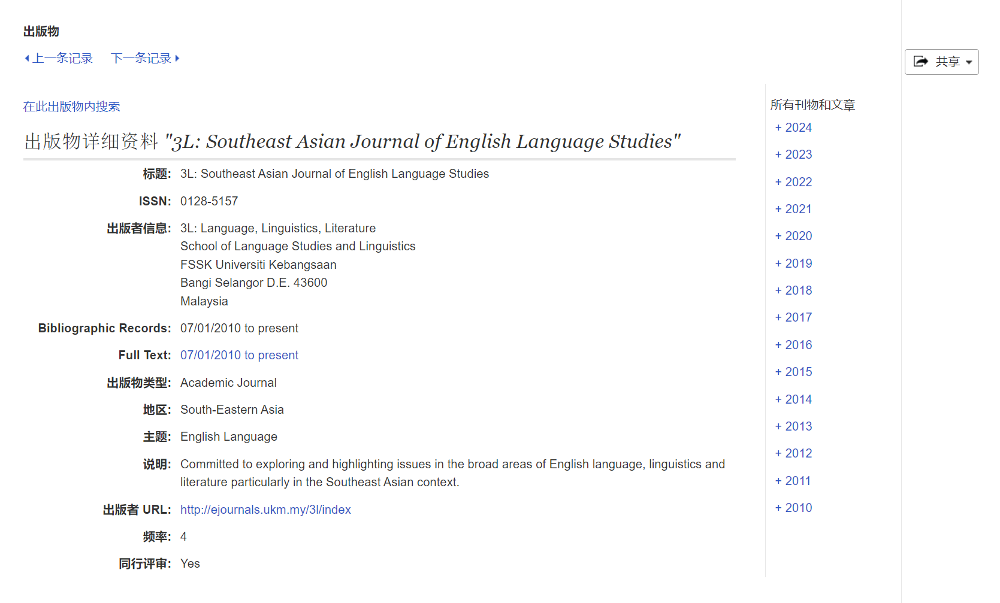 出版物
上一条记录 下一条记录
共享
在此出版物内搜索
出版物详细资料 "3L: Southeast Asian Journal of English Language Studies"
标题: 3L: Southeast Asian Journal of English Language Studies
ISSN: 0128-5157
出版者信息: 3L: Language, Linguistics, Literature
School of Language Studies and Linguistics
FSSK Universiti Kebangsaan
Bangi Selangor D.E. 43600
Malaysia
Bibliographic Records: 07/01/2010 to present
Full Text: 07/01/2010 to present
出版物类型: Academic Journal
地区: South-Eastern Asia
主题: English Language
说明: Committed to exploring and highlighting issues in the broad areas of English language, linguistics and
literature particularly in the Southeast Asian context.
出版者 URL: http://ejournals.ukm.my/3l/index
频率: 4
同行评审: Yes
所有刊物和文章
+ 2024
+ 2023
+ 2022
+ 2021
+ 2020
+ 2019
+ 2018
+ 2017
+ 2016
+ 2015
+ 2014
+ 2013
+ 2012
+ 2011
+ 2010